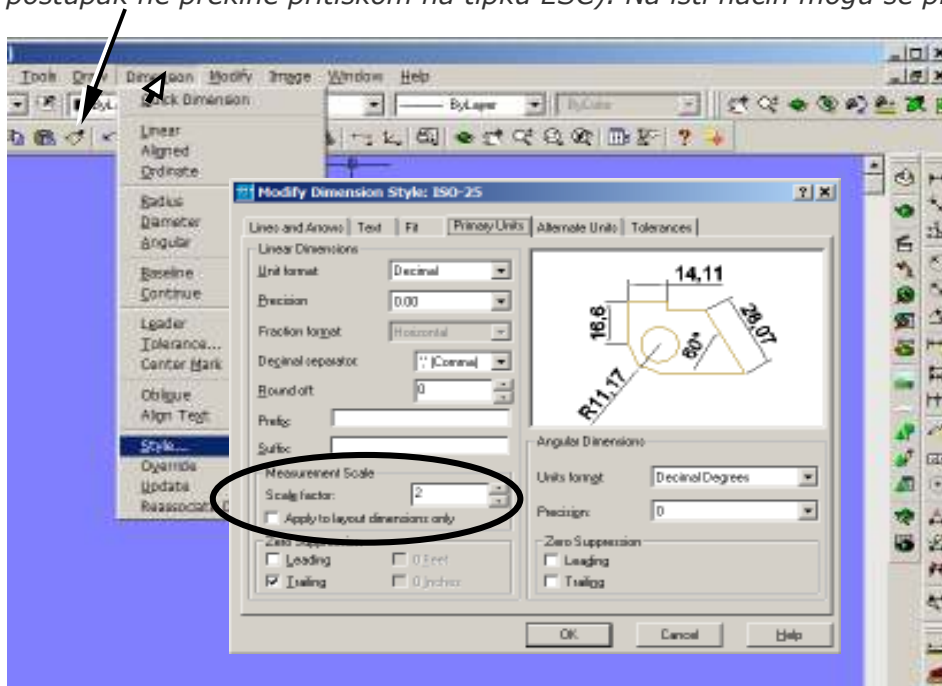 postupak ne prekine pritiskom na tipku ESC). Na isti način mogu se p
Tools Draw Dimension Modify Image Window Help
ByLayer ByColor
Quick Dimension
Linear
Aligned
Ordinate
Radius
Diameter
Angular
Baseline
Continue
Leader
Tolerance...
Center Mark
Oblique
Align Text
Style...
Override
Update
Reassociate D
Modify Dimension Style: ISO-25
Lines and Arrows Text Fit Primary Units Alternate Units Tolerances
Linear Dimensions
Unit format Decimal
Precision 0.00
Fraction format Horizontal
Decimal separator: ',' (Comma)
Round off: 0
Prefix:
Suffix:
Measurement Scale
Scale factor: 2
Apply to layout dimensions only
Zero Suppression
Leading 0 Feet
Trailing 0 Inches
14,11
16,6
28,07
60°
R11,17
Angular Dimensions
Units format: Decimal Degrees
Precision: 0
Zero Suppression
Leading
Trailing
OK Cancel Help